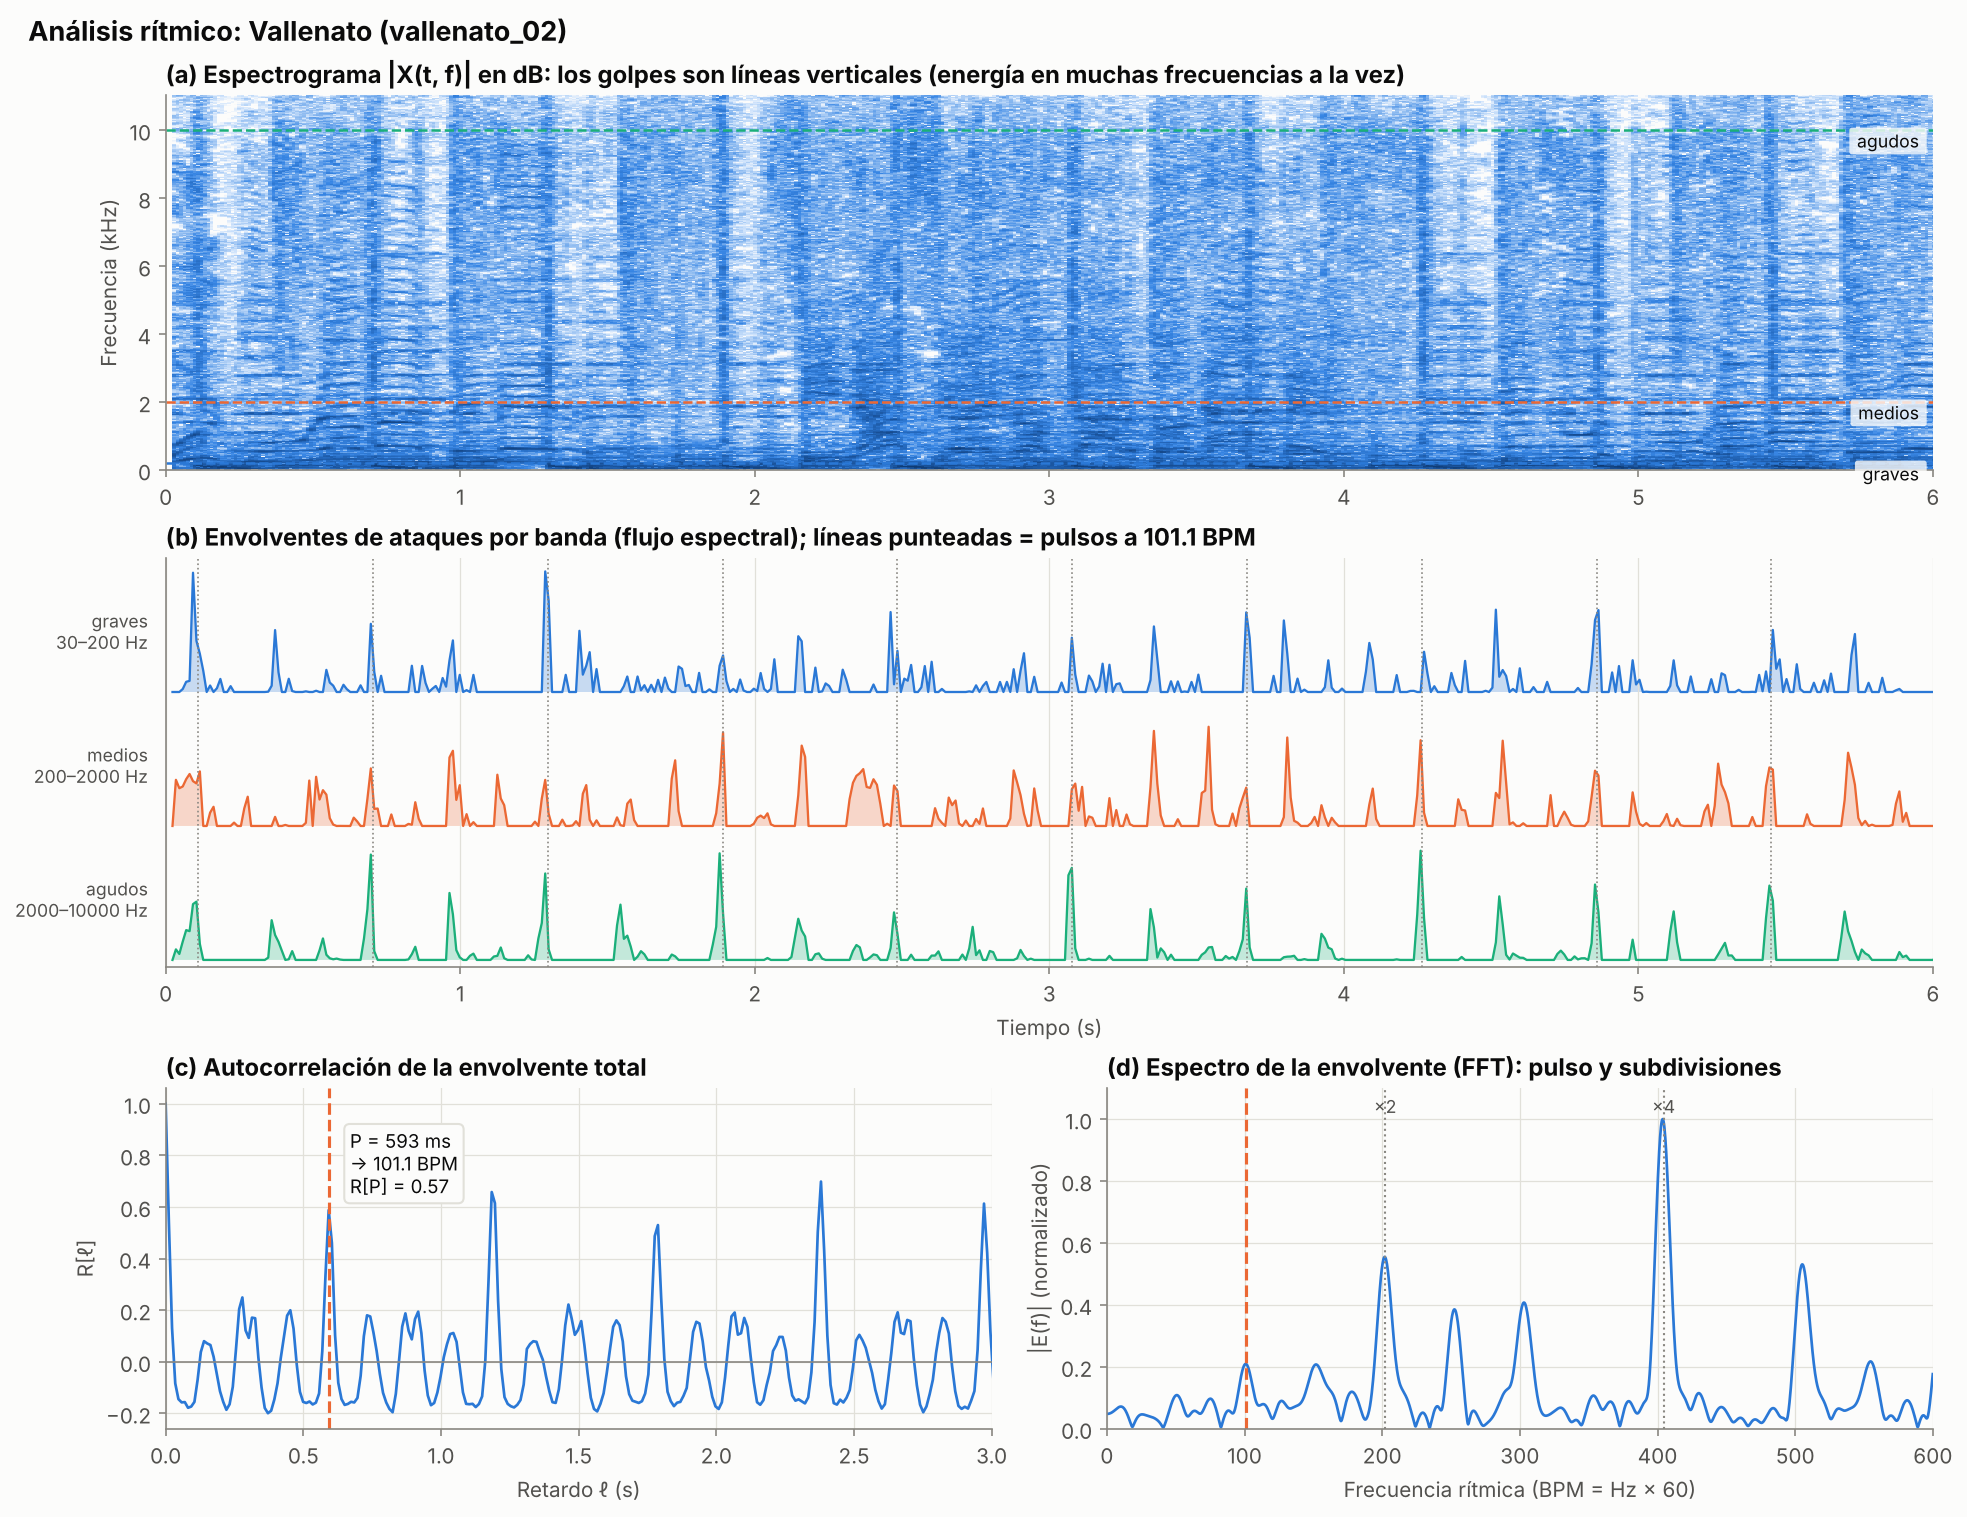 Análisis rítmico: Vallenato (vallenato_02)
(a) Espectrograma |X(t, f)| en dB: los golpes son líneas verticales (energía en muchas frecuencias a la vez)
Frecuencia (kHz)
10
8
6
4
2
0
agudos
medios
graves
0 1 2 3 4 5 6
(b) Envolventes de ataques por banda (flujo espectral); líneas punteadas = pulsos a 101.1 BPM
graves
30–200 Hz
medios
200–2000 Hz
agudos
2000–10000 Hz
0 1 2 3 4 5 6
Tiempo (s)
(c) Autocorrelación de la envolvente total
R[ℓ]
1.0
0.8
0.6
0.4
0.2
0.0
−0.2
P = 593 ms
→ 101.1 BPM
R[P] = 0.57
0.0 0.5 1.0 1.5 2.0 2.5 3.0
Retardo ℓ (s)
(d) Espectro de la envolvente (FFT): pulso y subdivisiones
|E(f)| (normalizado)
1.0
0.8
0.6
0.4
0.2
0.0
×2
×4
0 100 200 300 400 500 600
Frecuencia rítmica (BPM = Hz × 60)